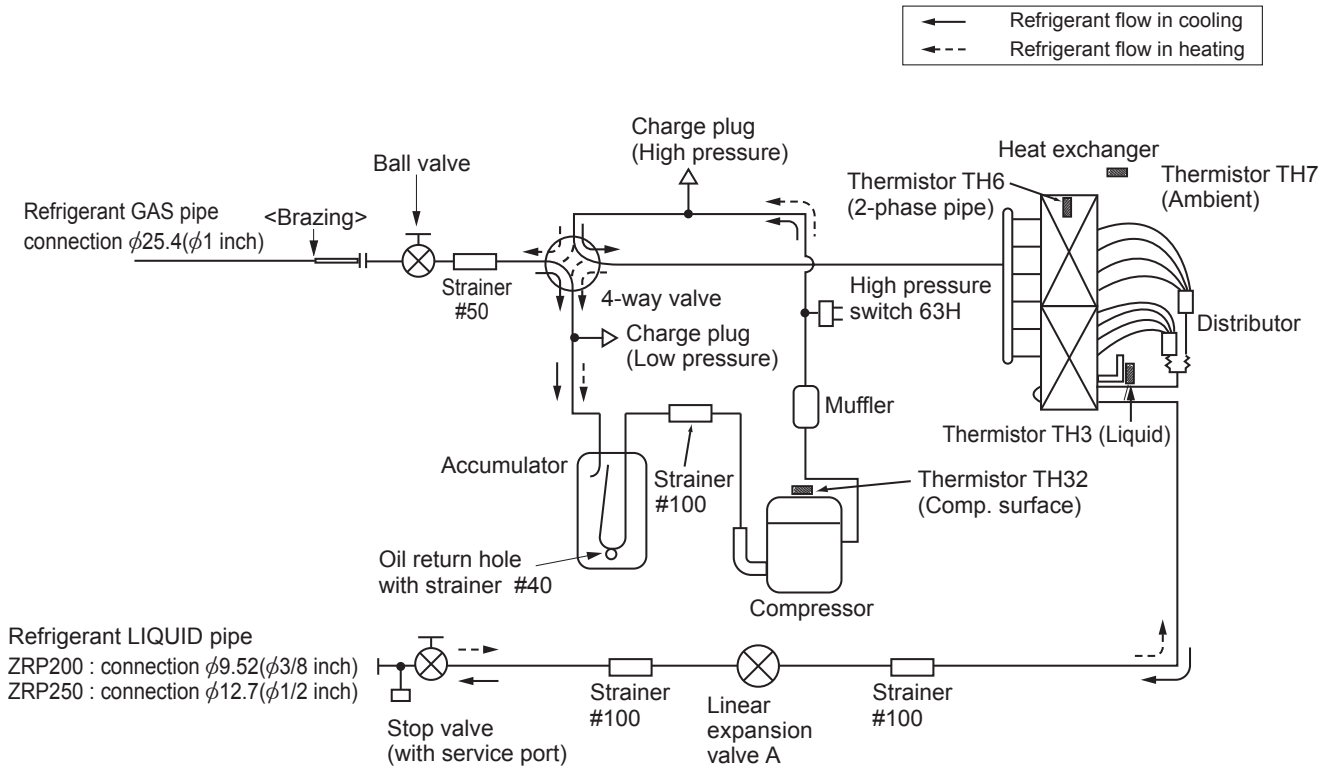 Refrigerant flow in cooling
Refrigerant flow in heating
Charge plug
(High pressure)
Ball valve
Heat exchanger
Thermistor TH6
(2-phase pipe)
Thermistor TH7
(Ambient)
Refrigerant GAS pipe
connection ϕ25.4(ϕ1 inch)
<Brazing>
Strainer
#50
4-way valve
High pressure
switch 63H
Distributor
Charge plug
(Low pressure)
Muffler
Thermistor TH3 (Liquid)
Accumulator
Strainer
#100
Thermistor TH32
(Comp. surface)
Oil return hole
with strainer #40
Compressor
Refrigerant LIQUID pipe
ZRP200 : connection ϕ9.52(ϕ3/8 inch)
ZRP250 : connection ϕ12.7(ϕ1/2 inch)
Stop valve
(with service port)
Strainer
#100
Linear
expansion
valve A
Strainer
#100